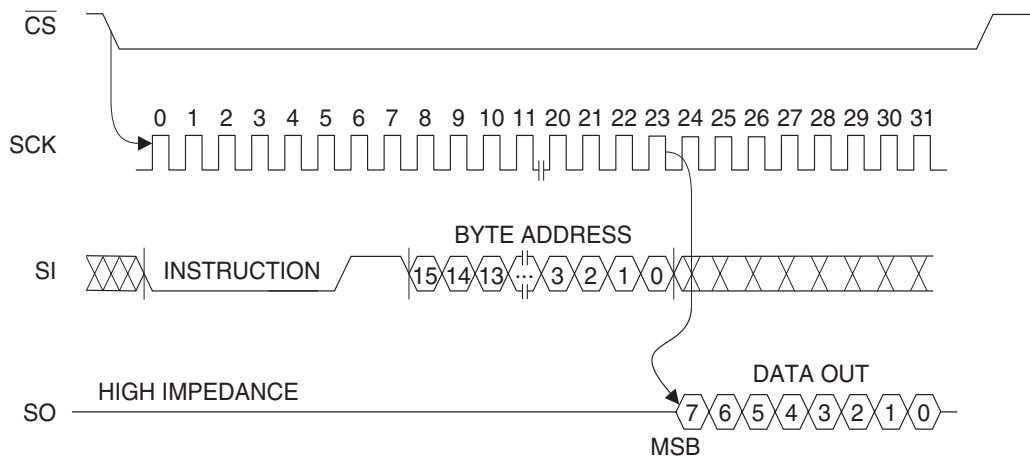 CS
0 1 2 3 4 5 6 7 8 9 10 11 20 21 22 23 24 25 26 27 28 29 30 31
SCK
BYTE ADDRESS
SI INSTRUCTION 15 14 13 ... 3 2 1 0
HIGH IMPEDANCE DATA OUT
SO 7 6 5 4 3 2 1 0
MSB